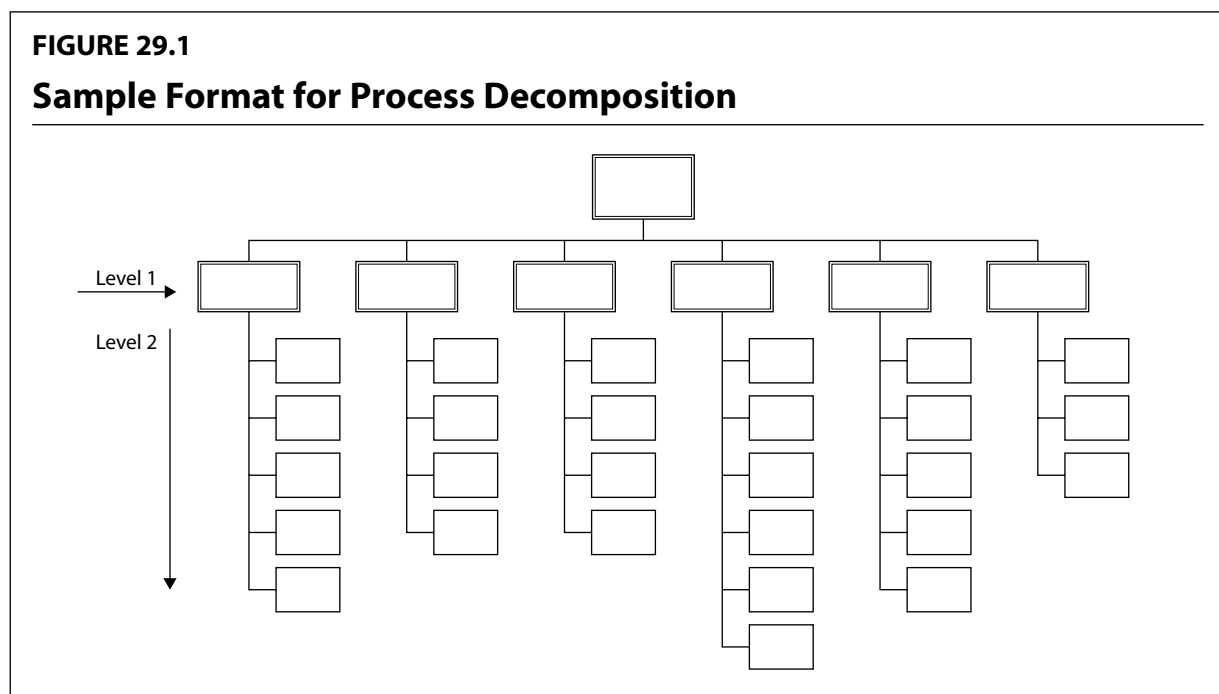 FIGURE 29.1
Sample Format for Process Decomposition
Level 1
Level 2